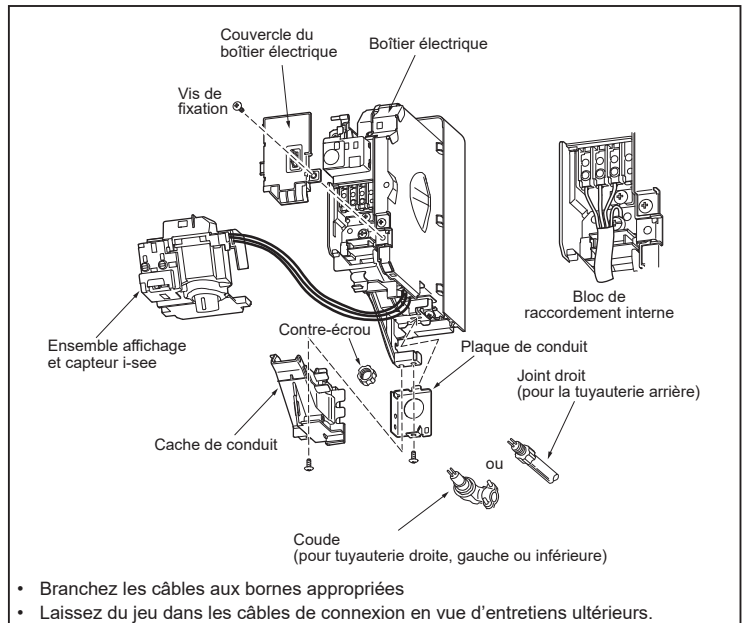 Couvercle du
boîtier électrique
Boîtier électrique
Vis de
fixation
Bloc de
raccordement interne
Ensemble affichage
et capteur i-see
Contre-écrou
Plaque de conduit
Joint droit
(pour la tuyauterie arrière)
Cache de conduit
ou
Coude
(pour tuyauterie droite, gauche ou inférieure)
• Branchez les câbles aux bornes appropriées
• Laissez du jeu dans les câbles de connexion en vue d’entretiens ultérieurs.